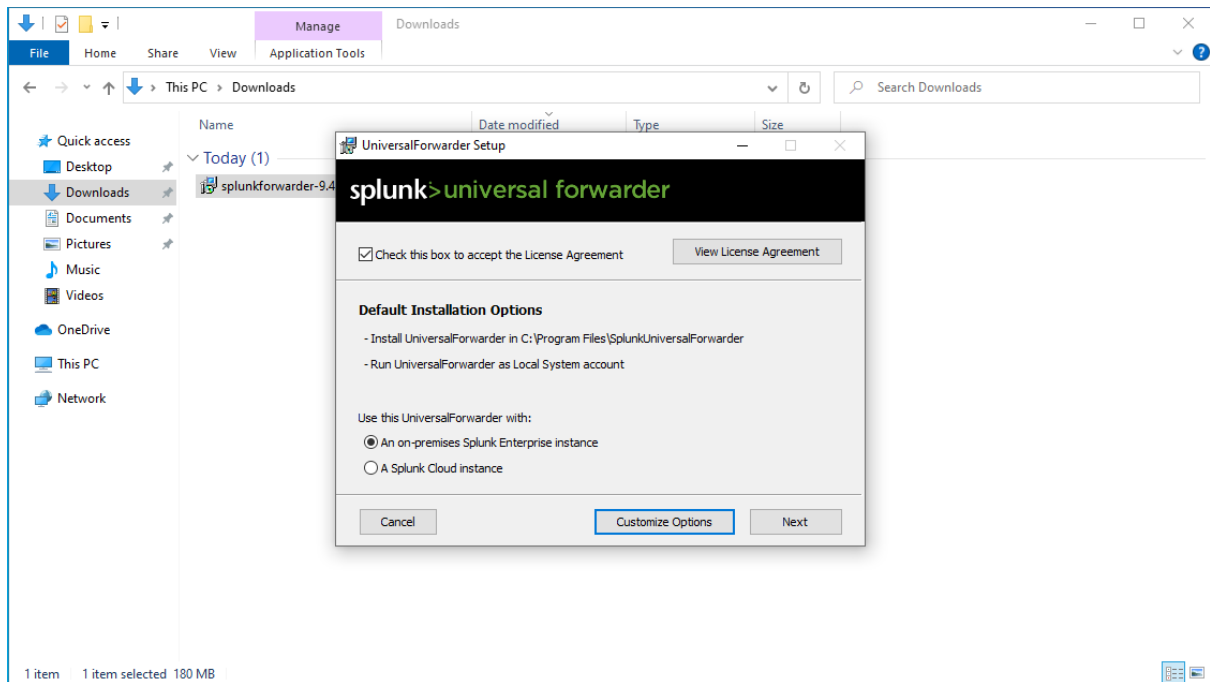 Manage
Downloads
File Home Share View Application Tools
This PC > Downloads
Search Downloads
Name Date modified Type Size
Quick access
Desktop
Downloads
Documents
Pictures
Music
Videos
OneDrive
This PC
Network
Today (1)
splunkforwarder-9.4
UniversalForwarder Setup
splunk>universal forwarder
Check this box to accept the License Agreement
View License Agreement
Default Installation Options
- Install UniversalForwarder in C:\Program Files\SplunkUniversalForwarder
- Run UniversalForwarder as Local System account
Use this UniversalForwarder with:
An on-premises Splunk Enterprise instance
A Splunk Cloud instance
Cancel Customize Options Next
1 item 1 item selected 180 MB